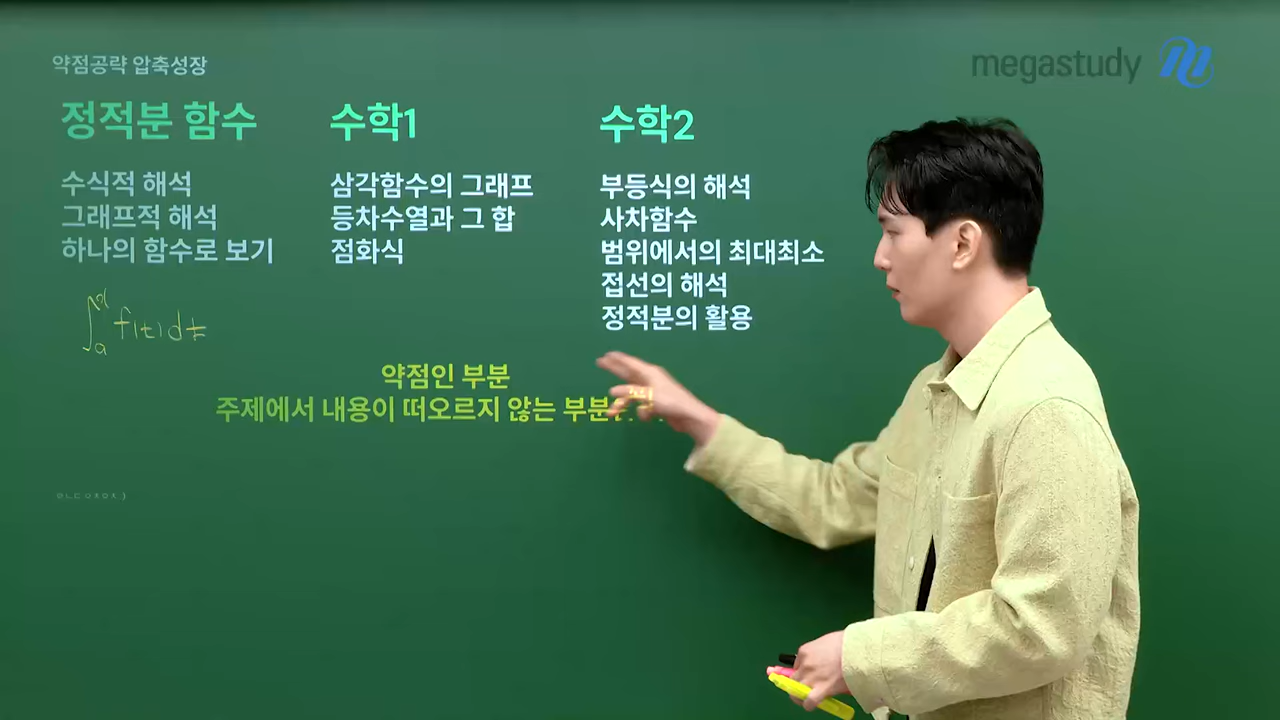 약점공략 압축성장
megastudy
정적분 함수
수식적 해석
그래프적 해석
하나의 함수로 보기
∫ₐˣ f(t)dt
수학1
삼각함수의 그래프
등차수열과 그 합
점화식
수학2
부등식의 해석
사차함수
범위에서의 최대최소
접선의 해석
정적분의 활용
약점인 부분
주제에서 내용이 떠오르지 않는 부분